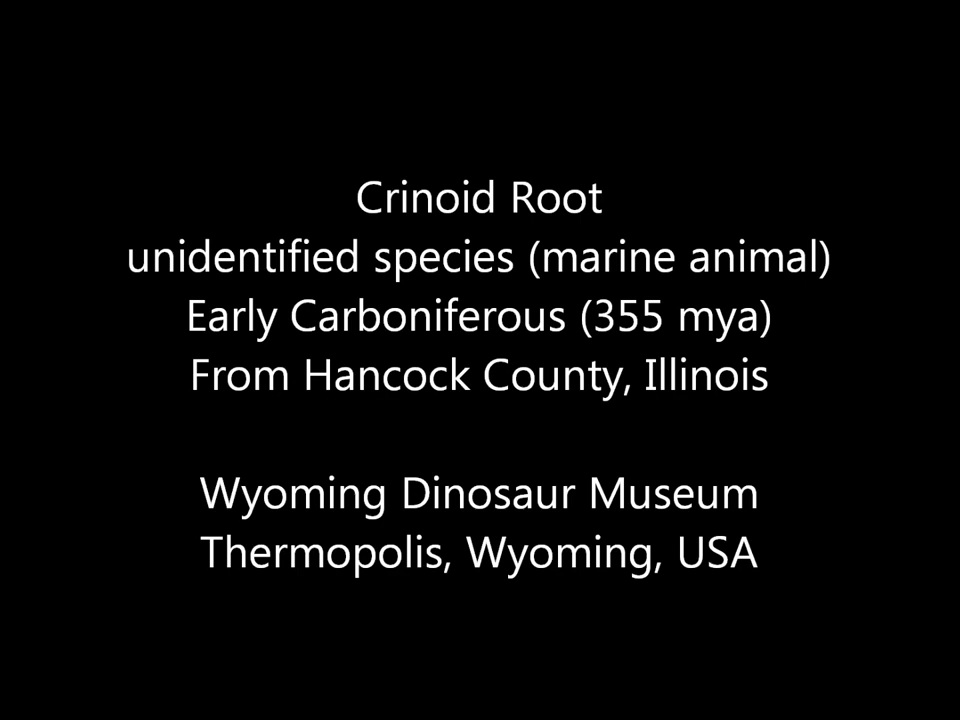 Crinoid Root
unidentified species (marine animal)
Early Carboniferous (355 mya)
From Hancock County, Illinois
Wyoming Dinosaur Museum
Thermopolis, Wyoming, USA